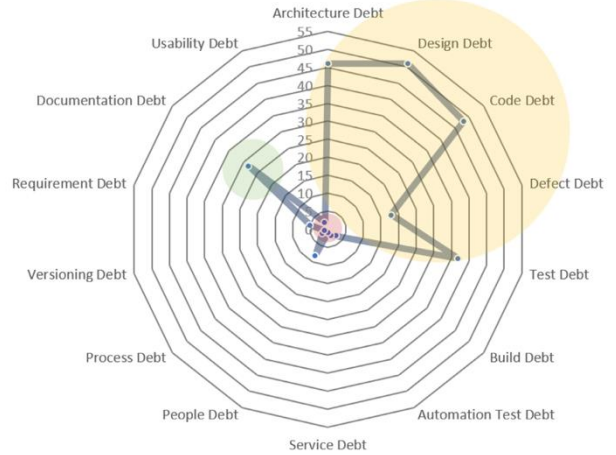 Architecture Debt
Usability Debt
Design Debt
Documentation Debt
Code Debt
Requirement Debt
Defect Debt
Versioning Debt
Test Debt
Process Debt
Build Debt
People Debt
Automation Test Debt
Service Debt
55
50
45
40
35
30
25
20
15
10